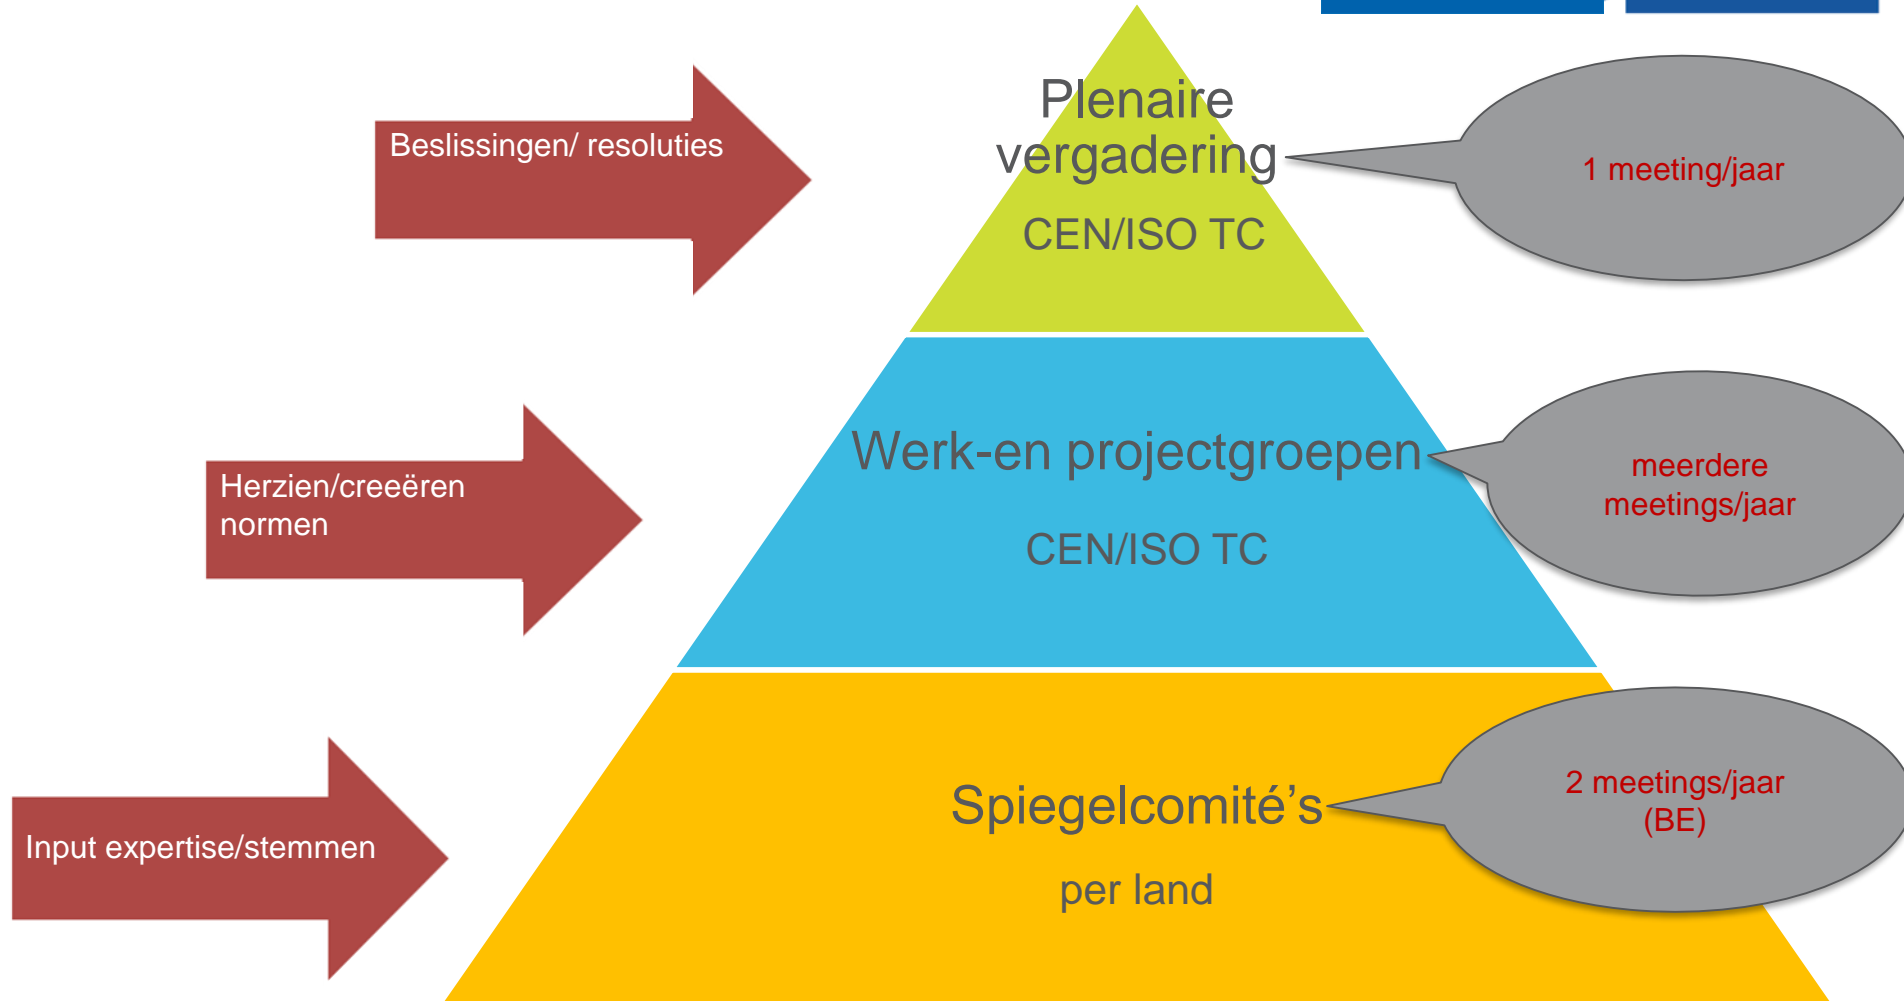 Beslissingen/ resoluties
Plenaire
vergadering
CEN/ISO TC
1 meeting/jaar
Herzien/creeëren
normen
Werk-en projectgroepen
CEN/ISO TC
meerdere
meetings/jaar
Input expertise/stemmen
Spiegelcomité’s
per land
2 meetings/jaar
(BE)